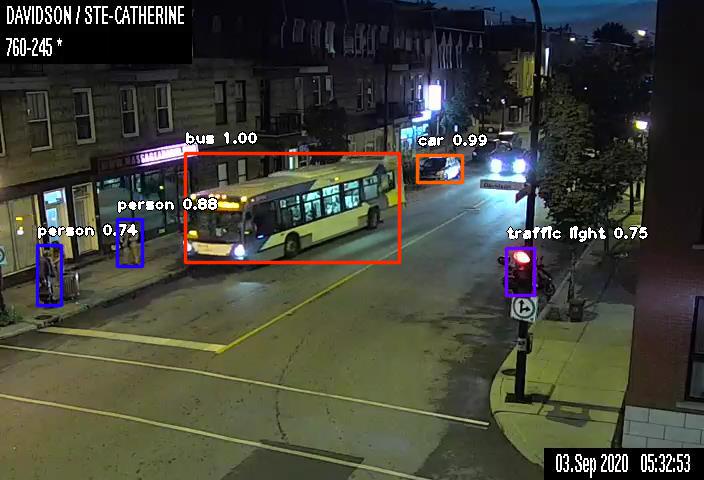 DAVIDSON / STE-CATHERINE
760-245 *
bus 1.00
car 0.99
person 0.88
person 0.74
traffic light 0.75
03.Sep 2020 05:32:53